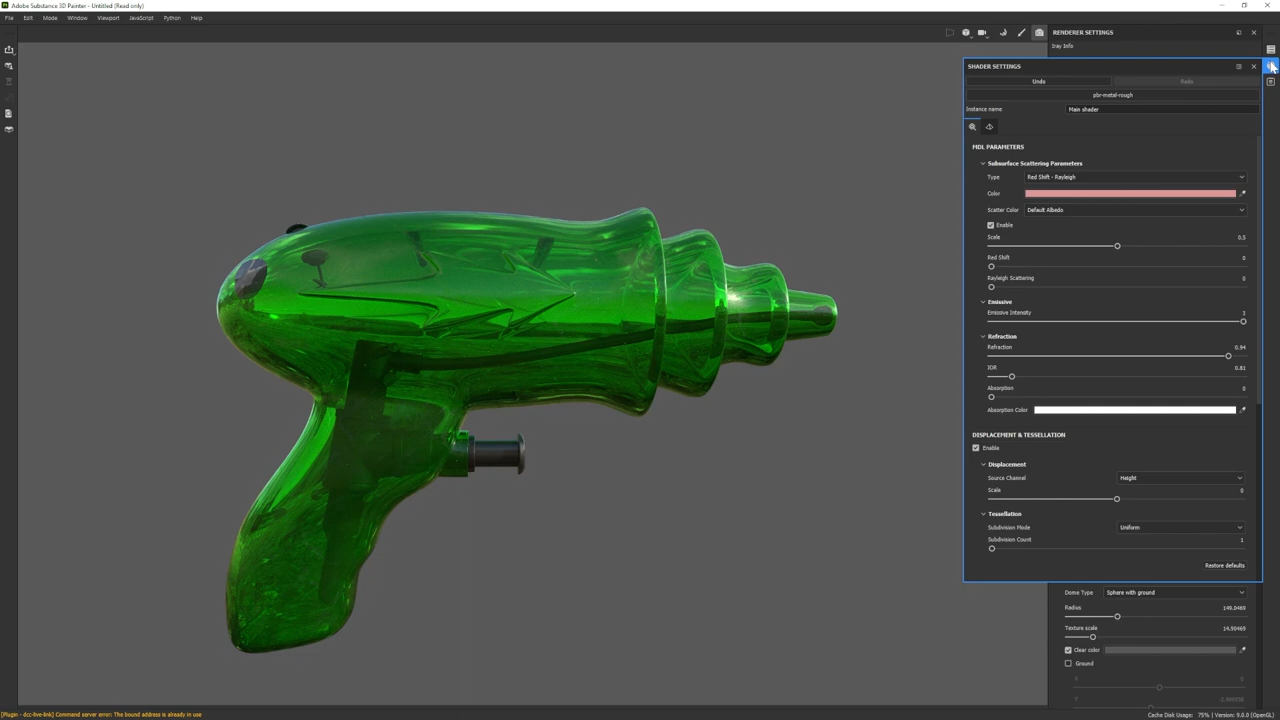 Adobe Substance 3D Painter - Untitled (Read only)
File Edit Mode Window Viewport JavaScript Python Help
RENDERER SETTINGS
Iray Info
SHADER SETTINGS
Undo Redo
pbr-metal-rough
Instance name Main shader
MDL PARAMETERS
Subsurface Scattering Parameters
Type Red Shift - Rayleigh
Color
Scatter Color Default Albedo
Enable
Scale 0.5
Red Shift 0
Rayleigh Scattering 0
Emissive
Emissive Intensity 1
Refraction
Refraction 0.94
IOR 0.81
Absorption 0
Absorption Color
DISPLACEMENT & TESSELLATION
Enable
Displacement
Source Channel Height
Scale 0
Tessellation
Subdivision Mode Uniform
Subdivision Count 1
Restore defaults
Dome Type Sphere with ground
Radius 149.8469
Texture scale 14.90469
Clear color
Ground
X 0
Y
[Plugin - dcc-live-link] Command server error: The bound address is already in use
Cache Disk Usage: 75% | Version: 9.0.0 (OpenGL)